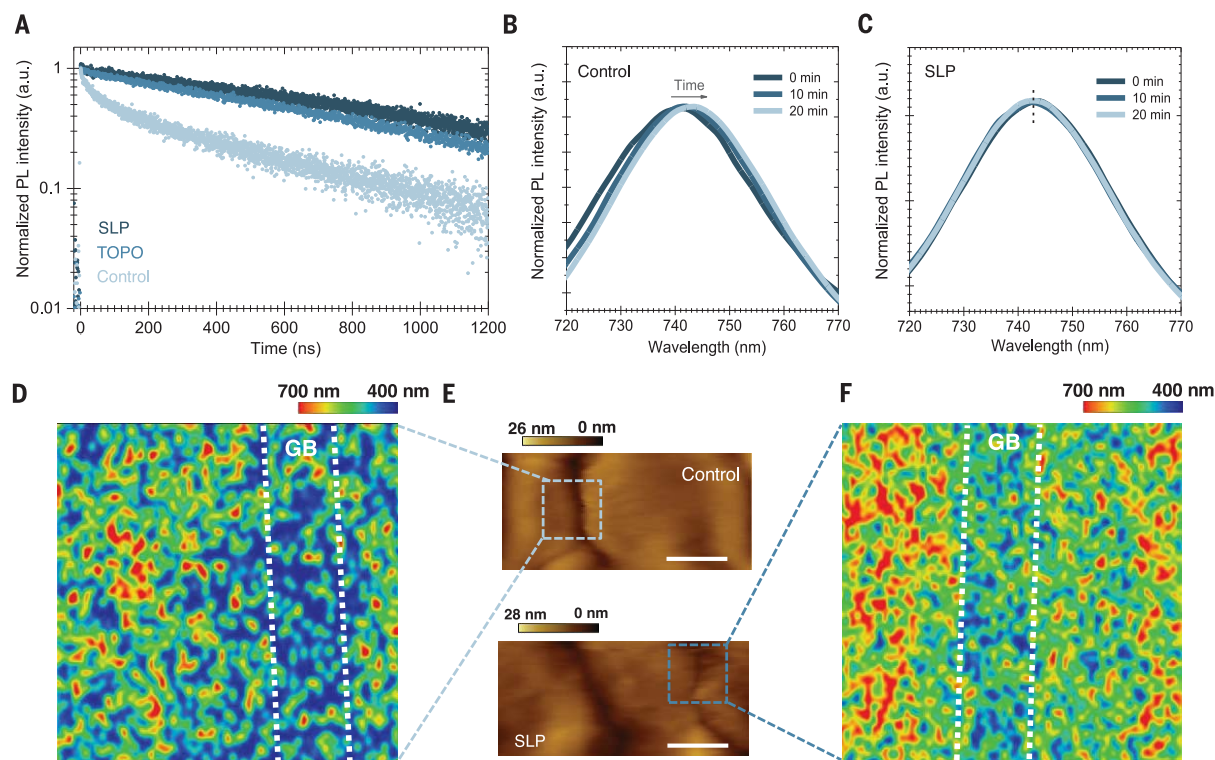 A
Normalized PL intensity (a.u.)
1
0.1
0.01
SLP
TOPO
Control
0 200 400 600 800 1000 1200
Time (ns)
B
Normalized PL intensity (a.u.)
Control
Time
0 min
10 min
20 min
720 730 740 750 760 770
Wavelength (nm)
C
Normalized PL intensity (a.u.)
SLP
0 min
10 min
20 min
720 730 740 750 760 770
Wavelength (nm)
D
700 nm 400 nm
GB
E
26 nm 0 nm
Control
28 nm 0 nm
SLP
F
700 nm 400 nm
GB